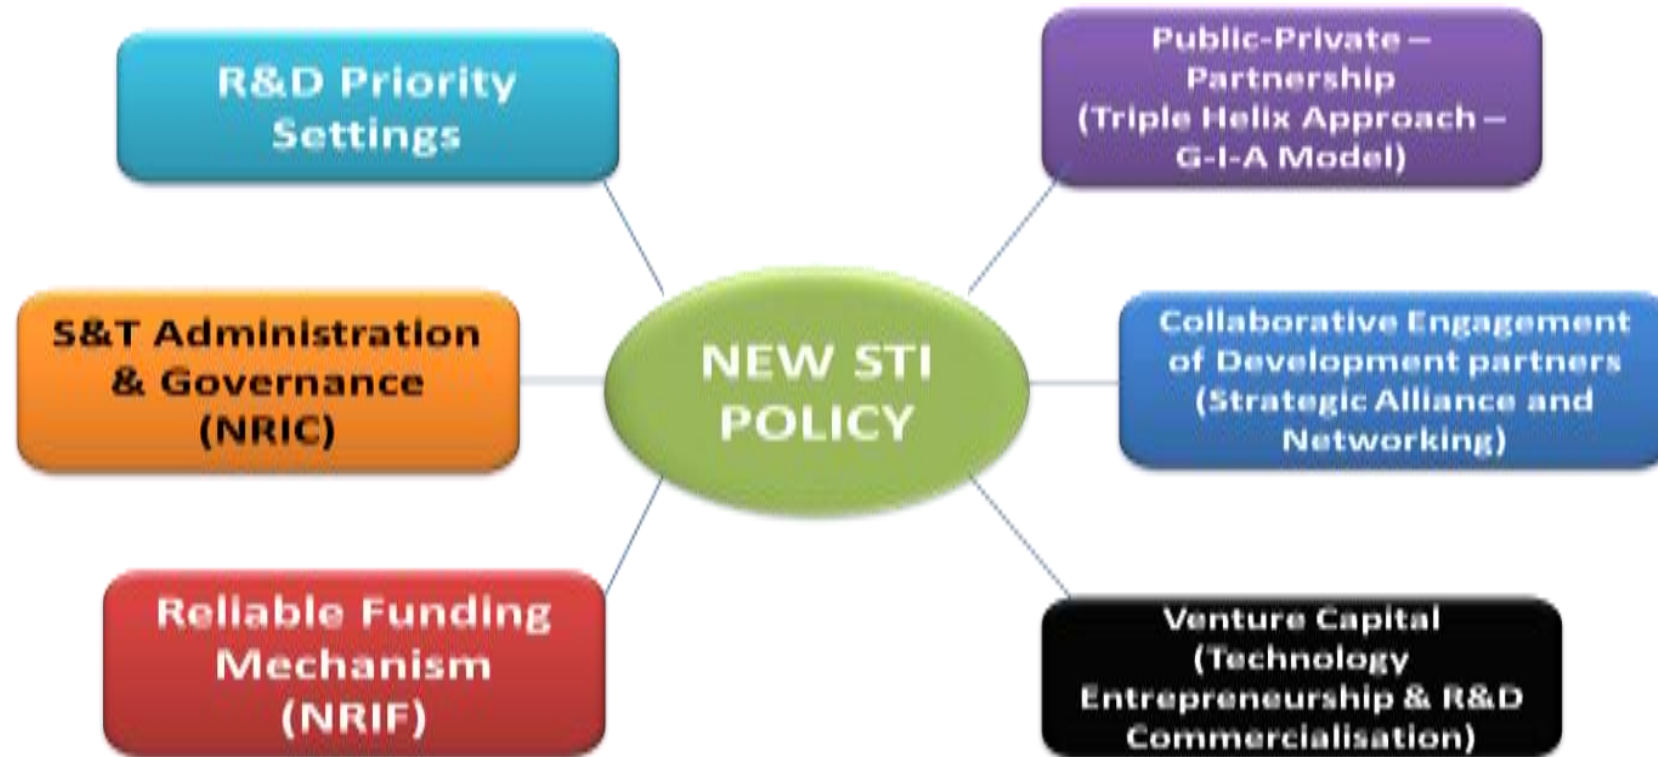 R&D Priority
Settings
Public-Private –
Partnership
(Triple Helix Approach –
G-I-A Model)
S&T Administration
& Governance
(NRIC)
NEW STI
POLICY
Collaborative Engagement
of Development partners
(Strategic Alliance and
Networking)
Reliable Funding
Mechanism
(NRIF)
Venture Capital
(Technology
Entrepreneurship & R&D
Commercialisation)